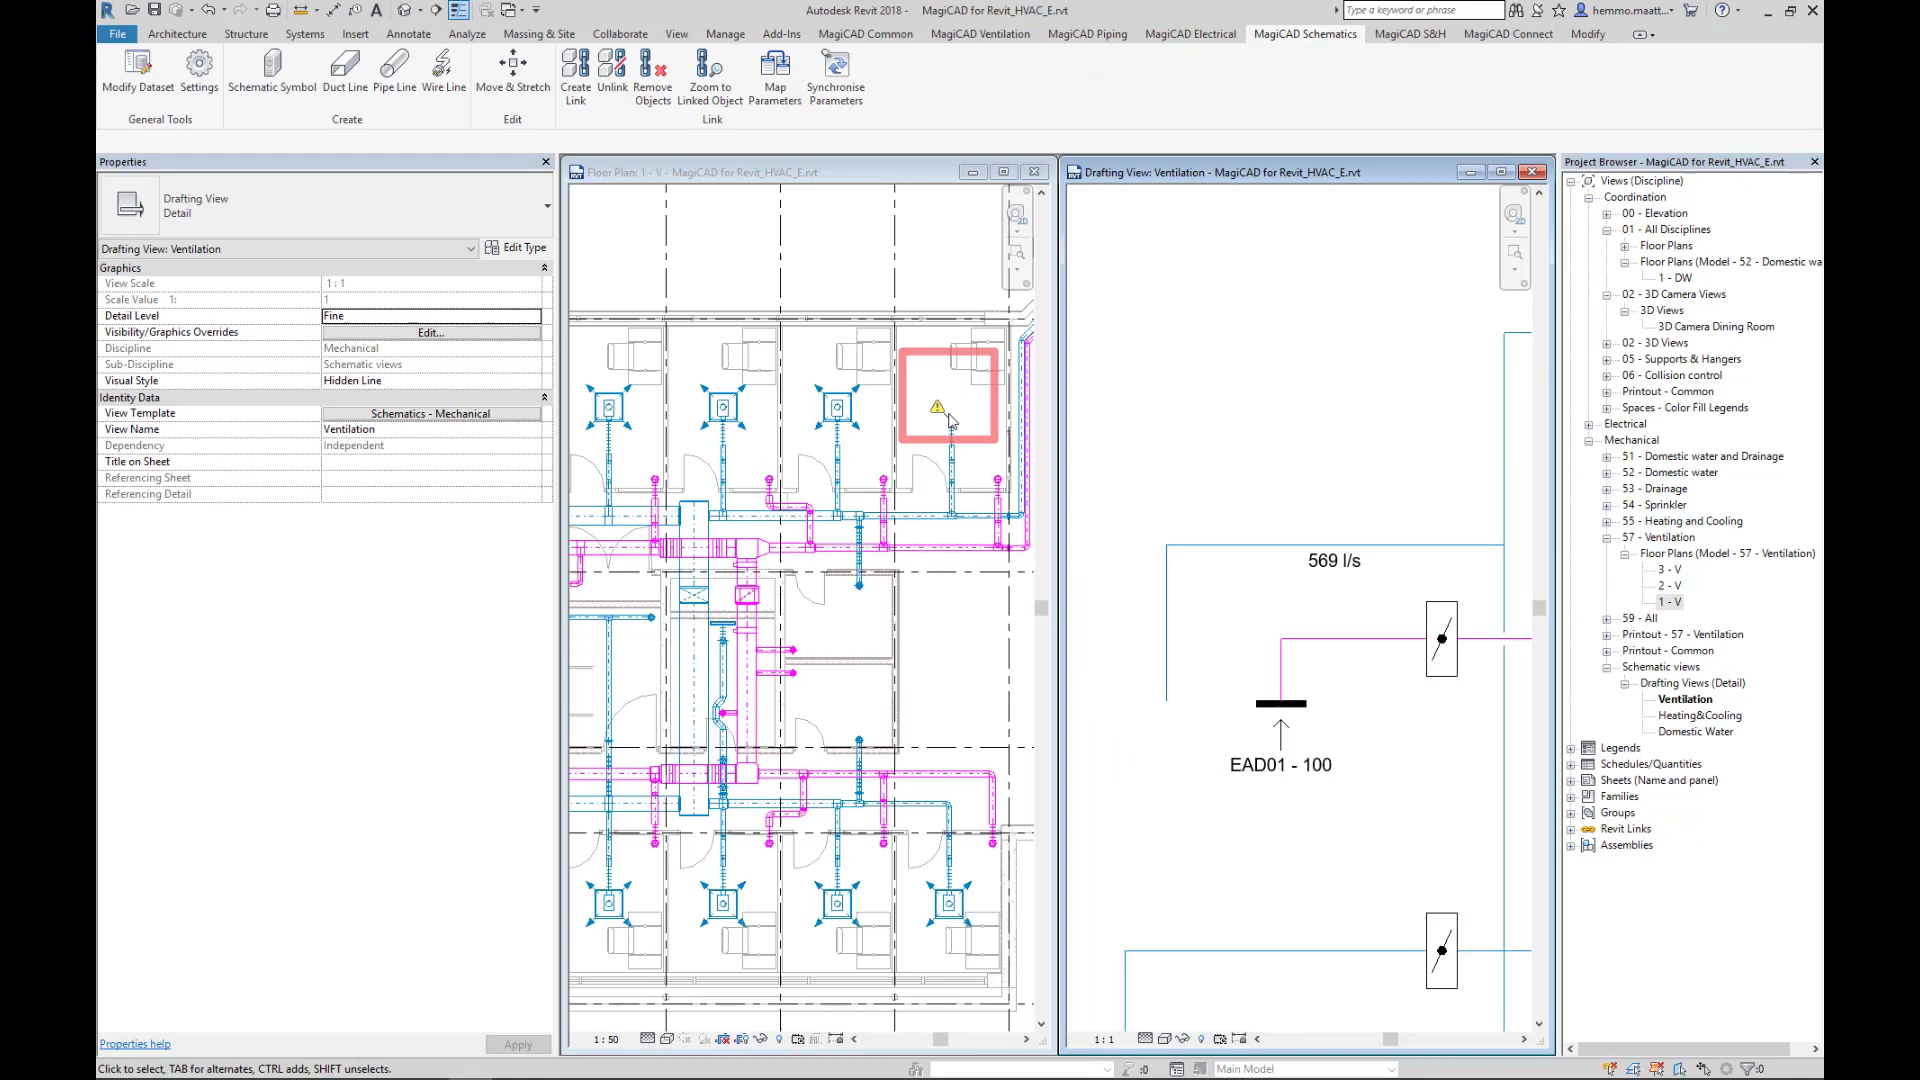 Autodesk Revit 2018 - MagiCAD for Revit_HVAC_E.rvt
Type a keyword or phrase
hemmo.maatt...
File Architecture Structure Systems Insert Annotate Analyze Massing & Site Collaborate View Manage Add-Ins MagiCAD Common MagiCAD Ventilation MagiCAD Piping MagiCAD Electrical MagiCAD Schematics MagiCAD S&H MagiCAD Connect Modify
Modify Dataset Settings Schematic Symbol Duct Line Pipe Line Wire Line Move & Stretch Create Link Unlink Remove Objects Zoom to Linked Object Map Parameters Synchronise Parameters
General Tools Create Edit Link
Properties
Drafting View
Detail
Drafting View: Ventilation
Edit Type
Graphics
View Scale 1 : 1
Scale Value 1: 1
Detail Level Fine
Visibility/Graphics Overrides Edit...
Discipline Mechanical
Sub-Discipline Schematic views
Visual Style Hidden Line
Identity Data
View Template Schematics - Mechanical
View Name Ventilation
Dependency Independent
Title on Sheet
Referencing Sheet
Referencing Detail
Properties help
Apply
Floor Plan: 1 - V - MagiCAD for Revit_HVAC_E.rvt
2D
1 : 50
Drafting View: Ventilation - MagiCAD for Revit_HVAC_E.rvt
2D
569 l/s
EAD01 - 100
1 : 1
Project Browser - MagiCAD for Revit_HVAC_E.rvt
Views (Discipline)
Coordination
00 - Elevation
01 - All Disciplines
Floor Plans
Floor Plans (Model - 52 - Domestic wa
1 - DW
02 - 3D Camera Views
3D Views
3D Camera Dining Room
02 - 3D Views
05 - Supports & Hangers
06 - Collision control
Printout - Common
Spaces - Color Fill Legends
Electrical
Mechanical
51 - Domestic water and Drainage
52 - Domestic water
53 - Drainage
54 - Sprinkler
55 - Heating and Cooling
57 - Ventilation
Floor Plans (Model - 57 - Ventilation)
3 - V
2 - V
1 - V
59 - All
Printout - 57 - Ventilation
Printout - Common
Schematic views
Drafting Views (Detail)
Ventilation
Heating&Cooling
Domestic Water
Legends
Schedules/Quantities
Sheets (Name and panel)
Families
Groups
Revit Links
Assemblies
Click to select, TAB for alternates, CTRL adds, SHIFT unselects.
:0
Main Model
:0